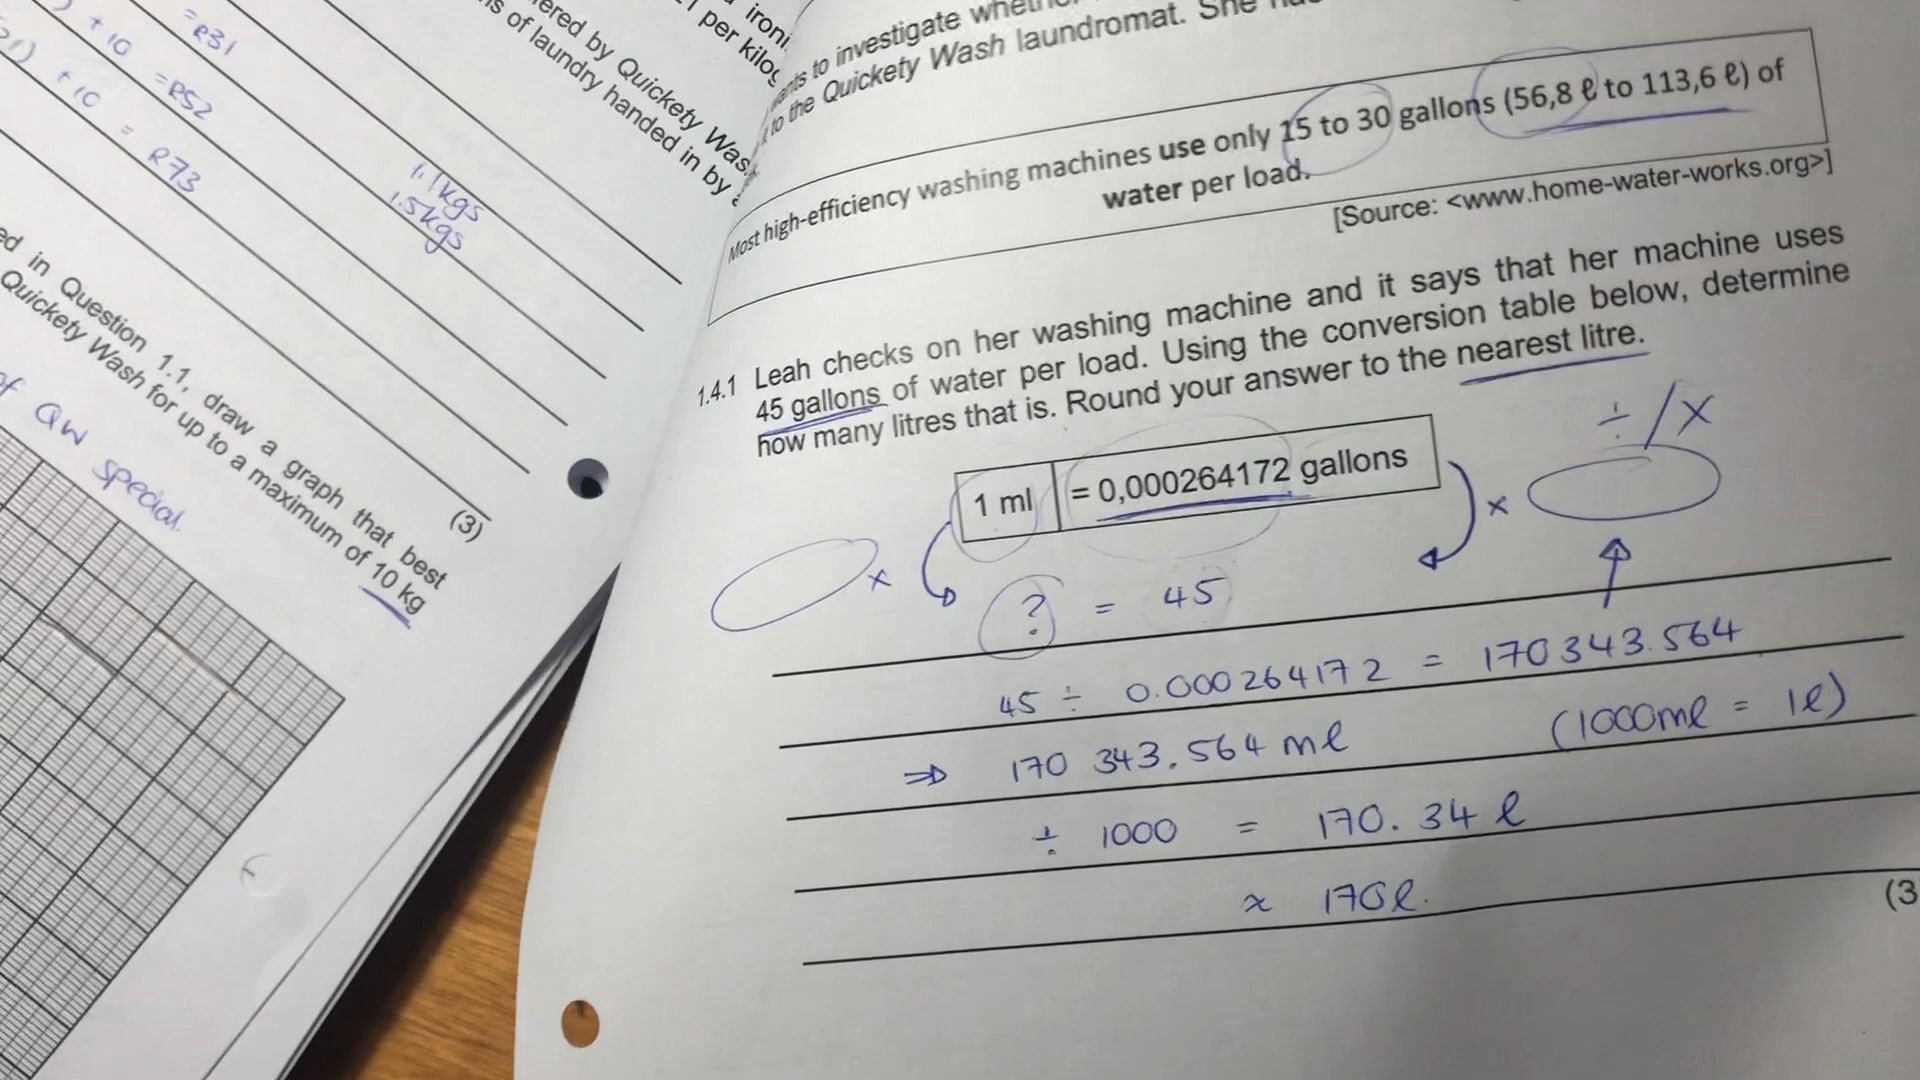 = R31
+ 10 = R52
+ 10 = R73
1.1kgs
1.5kgs
(3)
ed in Question 1.1, draw a graph that best
Quickety Wash for up to a maximum of 10 kg
of QW special.
per kilog
ered by Quickety Was
s of laundry handed in by
ants to investigate
to the Quickety Wash laundromat. She
Most high-efficiency washing machines use only 15 to 30 gallons (56,8 ℓ to 113,6 ℓ) of
water per load.
[Source: <www.home-water-works.org>]
1.4.1 Leah checks on her washing machine and it says that her machine uses
45 gallons of water per load. Using the conversion table below, determine
how many litres that is. Round your answer to the nearest litre.
÷/×
1 ml = 0,000264172 gallons
×
×
? = 45
45 ÷ 0.000264172 = 170343.564
⇒ 170 343.564 mℓ (1000mℓ = 1ℓ)
÷ 1000 = 170.34 ℓ
≈ 170ℓ.
(3